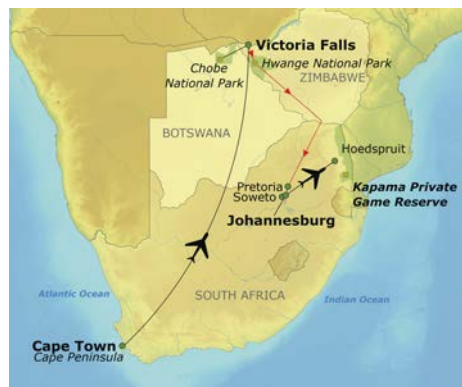 Victoria Falls
Chobe
National Park
Hwange National Park
ZIMBABWE
BOTSWANA
Hoedspruit
Pretoria
Soweto
Kapama Private
Game Reserve
Johannesburg
Atlantic Ocean
SOUTH AFRICA
Indian Ocean
Cape Town
Cape Peninsula